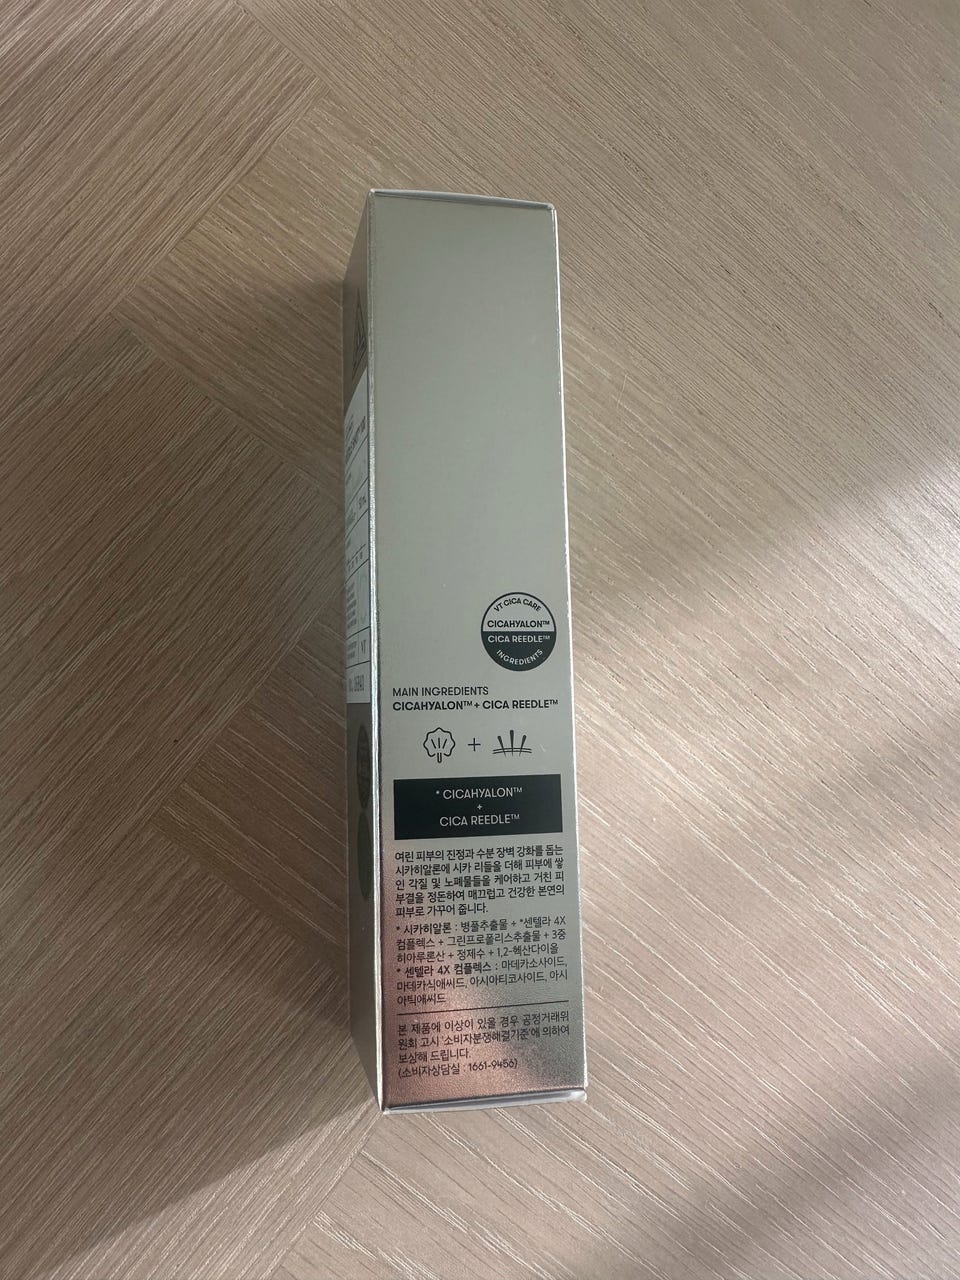 VT CICA CARE
CICAHYALON™
CICA REEDLE™
INGREDIENTS
MAIN INGREDIENTS
CICAHYALON™ + CICA REEDLE™
+
* CICAHYALON™
+
CICA REEDLE™
여린 피부의 진정과 수분 장벽 강화를 돕는
시카히알론에 시카 리들을 더해 피부에 쌓
인 각질 및 노폐물들을 케어하고 거친 피
부결을 정돈하여 매끄럽고 건강한 본연의
피부로 가꾸어 줍니다.
* 시카히알론 : 병풀추출물 + *센텔라 4X
컴플렉스 + 그린프로폴리스추출물 + 3중
히아루론산 + 정제수 + 1,2-헥산다이올
* 센텔라 4X 컴플렉스 : 마데카소사이드,
마데카식애씨드, 아시아티코사이드, 아시
아틱애씨드
본 제품에 이상이 있을 경우 공정거래위
원회 고시 '소비자분쟁해결기준'에 의하여
보상해 드립니다.
(소비자상담실 : 1661-9456)